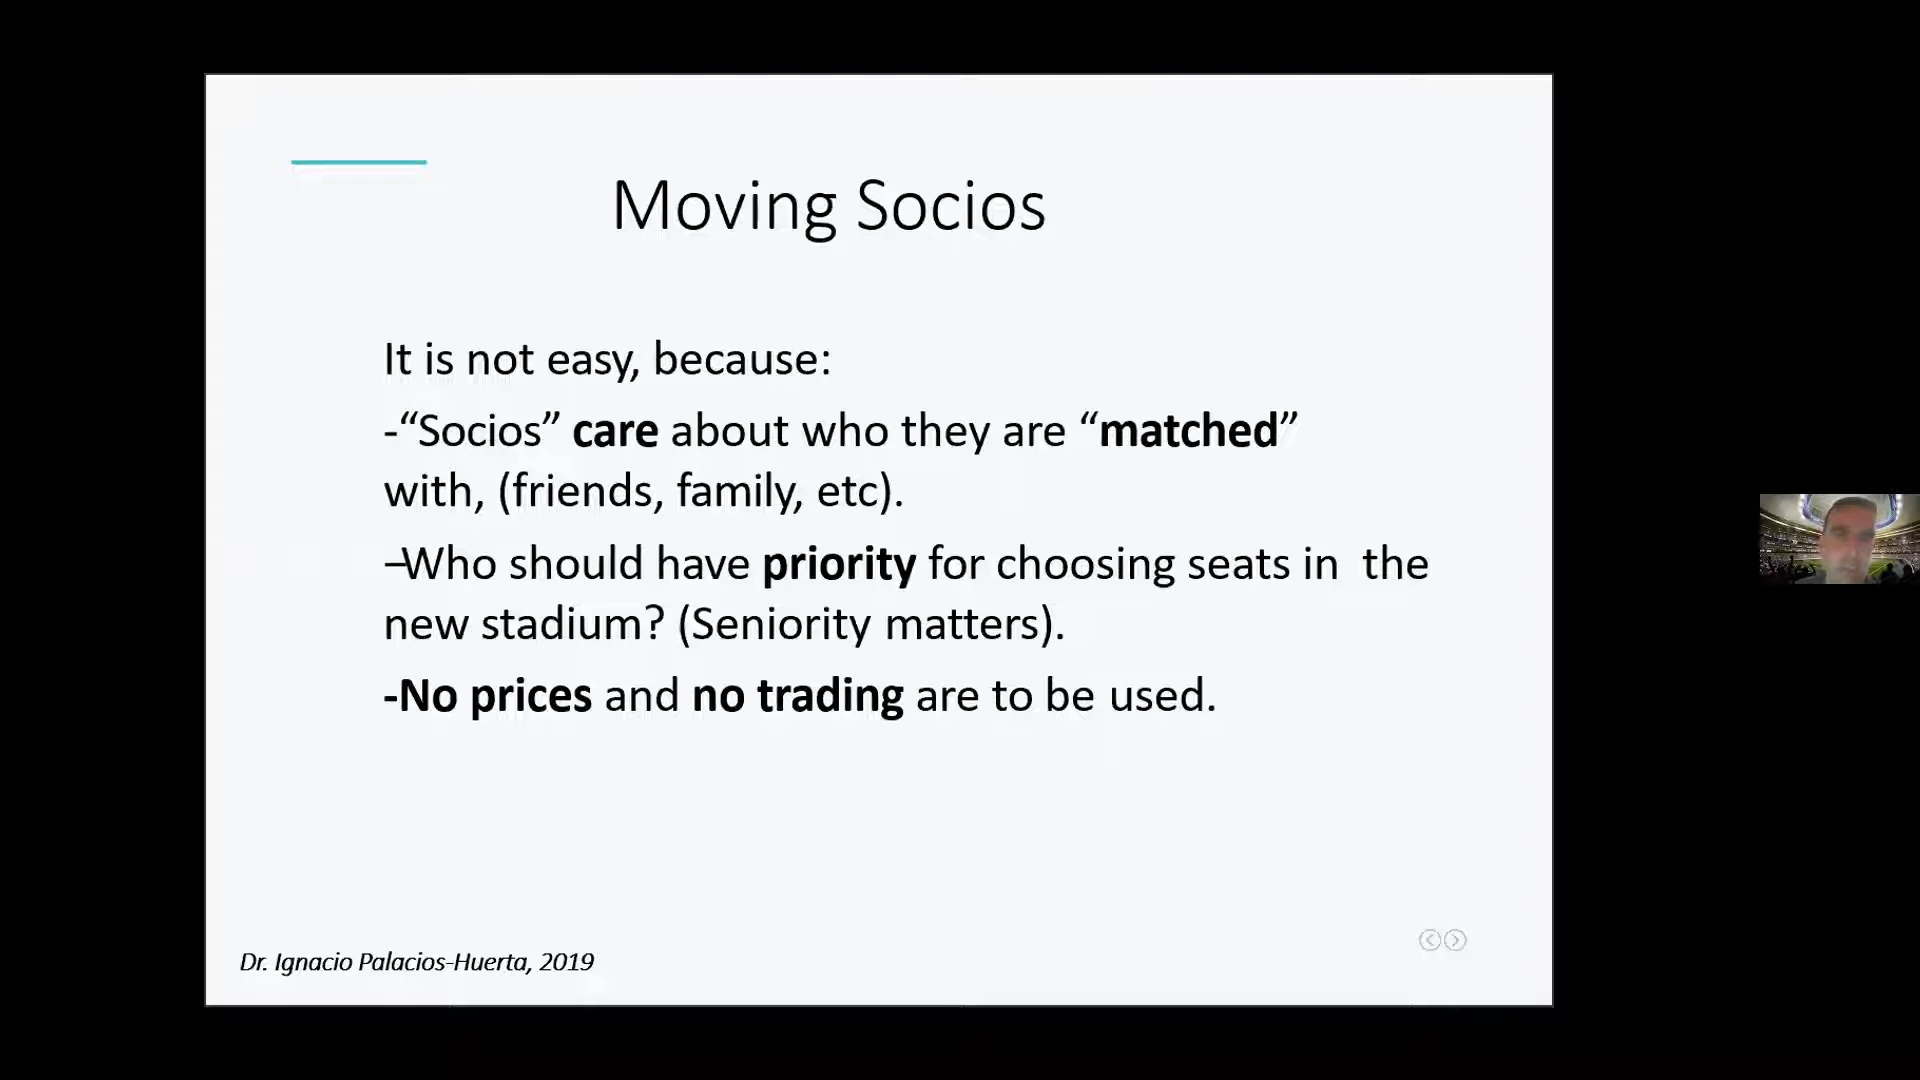 Moving Socios
It is not easy, because:
-“Socios” care about who they are “matched”
with, (friends, family, etc).
–Who should have priority for choosing seats in  the
new stadium? (Seniority matters).
-No prices and no trading are to be used.
Dr. Ignacio Palacios-Huerta, 2019